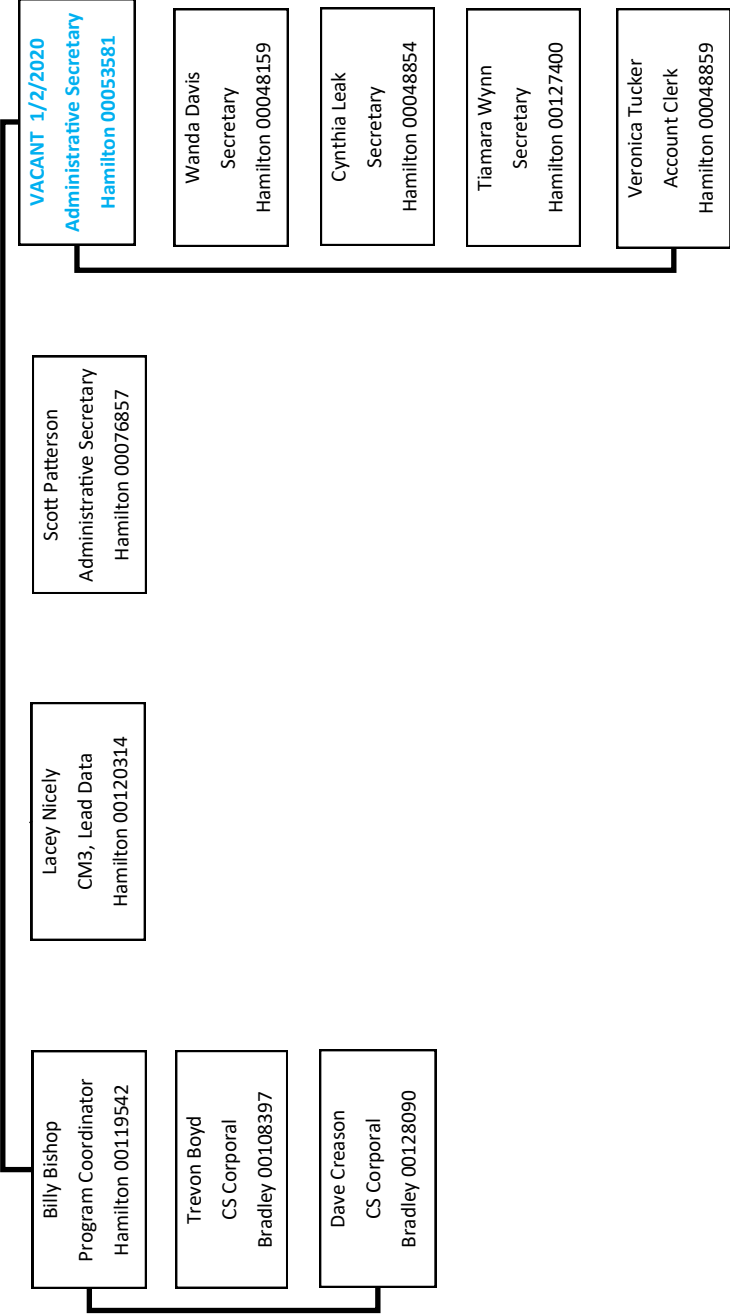 Billy Bishop
Program Coordinator
Hamilton 00119542
Trevon Boyd
CS Corporal
Bradley 00108397
Dave Creason
CS Corporal
Bradley 00128090
Lacey Nicely
CM3, Lead Data
Hamilton 00120314
Scott Patterson
Administrative Secretary
Hamilton 00076857
VACANT 1/2/2020
Administrative Secretary
Hamilton 00053581
Wanda Davis
Secretary
Hamilton 00048159
Cynthia Leak
Secretary
Hamilton 00048854
Tiamara Wynn
Secretary
Hamilton 00127400
Veronica Tucker
Account Clerk
Hamilton 00048859